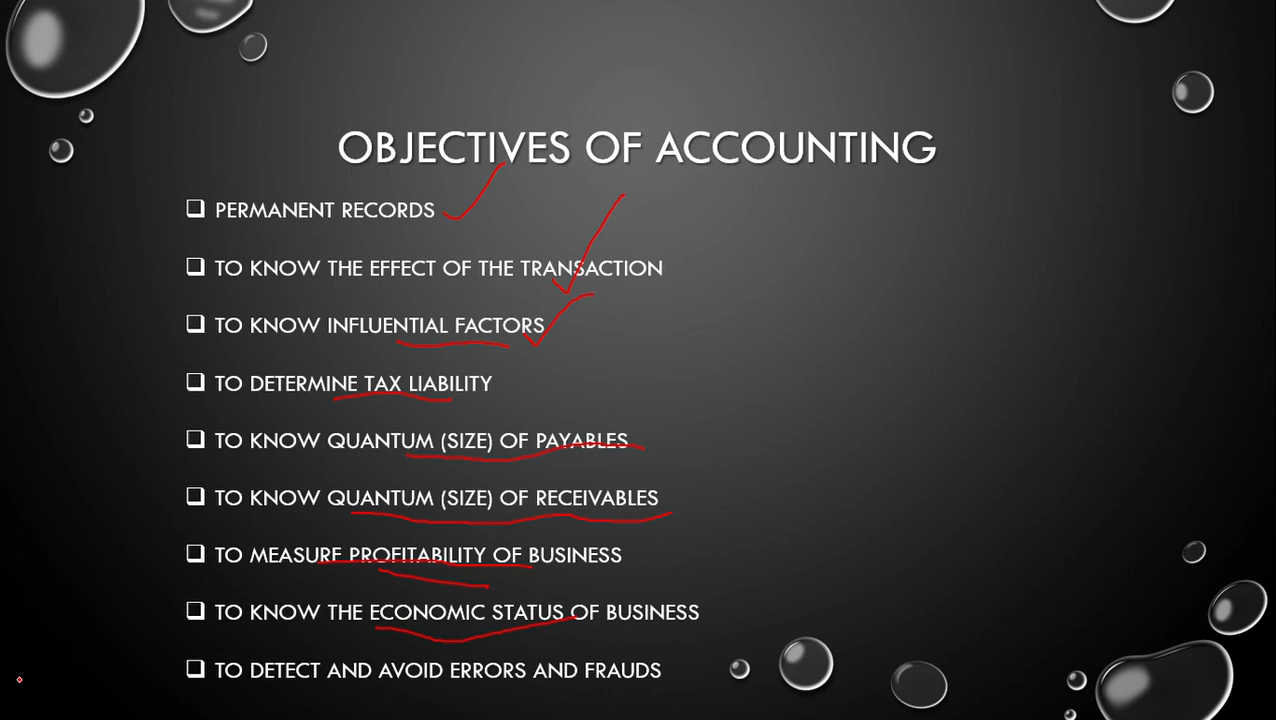 OBJECTIVES OF ACCOUNTING
PERMANENT RECORDS
TO KNOW THE EFFECT OF THE TRANSACTION
TO KNOW INFLUENTIAL FACTORS
TO DETERMINE TAX LIABILITY
TO KNOW QUANTUM (SIZE) OF PAYABLES
TO KNOW QUANTUM (SIZE) OF RECEIVABLES
TO MEASURE PROFITABILITY OF BUSINESS
TO KNOW THE ECONOMIC STATUS OF BUSINESS
TO DETECT AND AVOID ERRORS AND FRAUDS